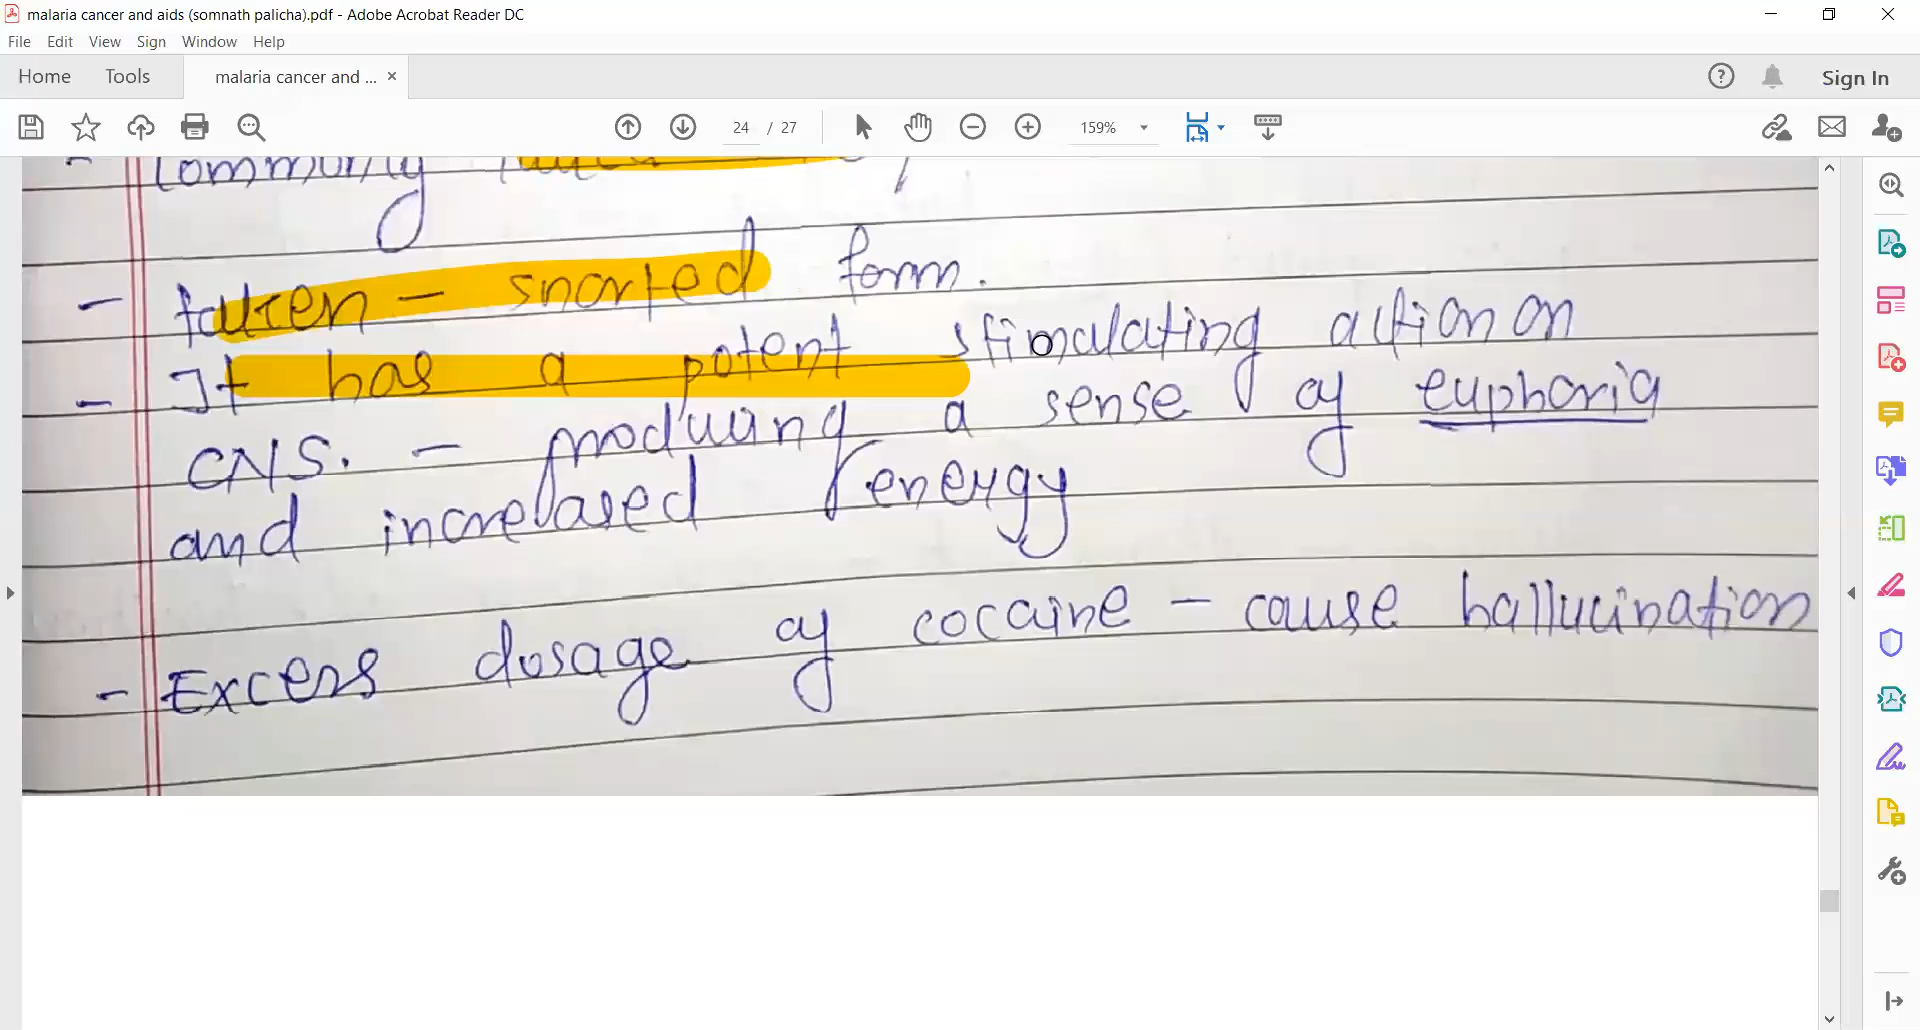 malaria cancer and aids (somnath palicha).pdf - Adobe Acrobat Reader DC
File Edit View Sign Window Help
Home Tools malaria cancer and ... × Sign In
24 / 27 159%
- Commonly
- taken - snorted form.
- It has a potent stimulating action on
CNS. - producing a sense of euphoria
and increased energy
- Excess dosage of cocaine - cause hallucination